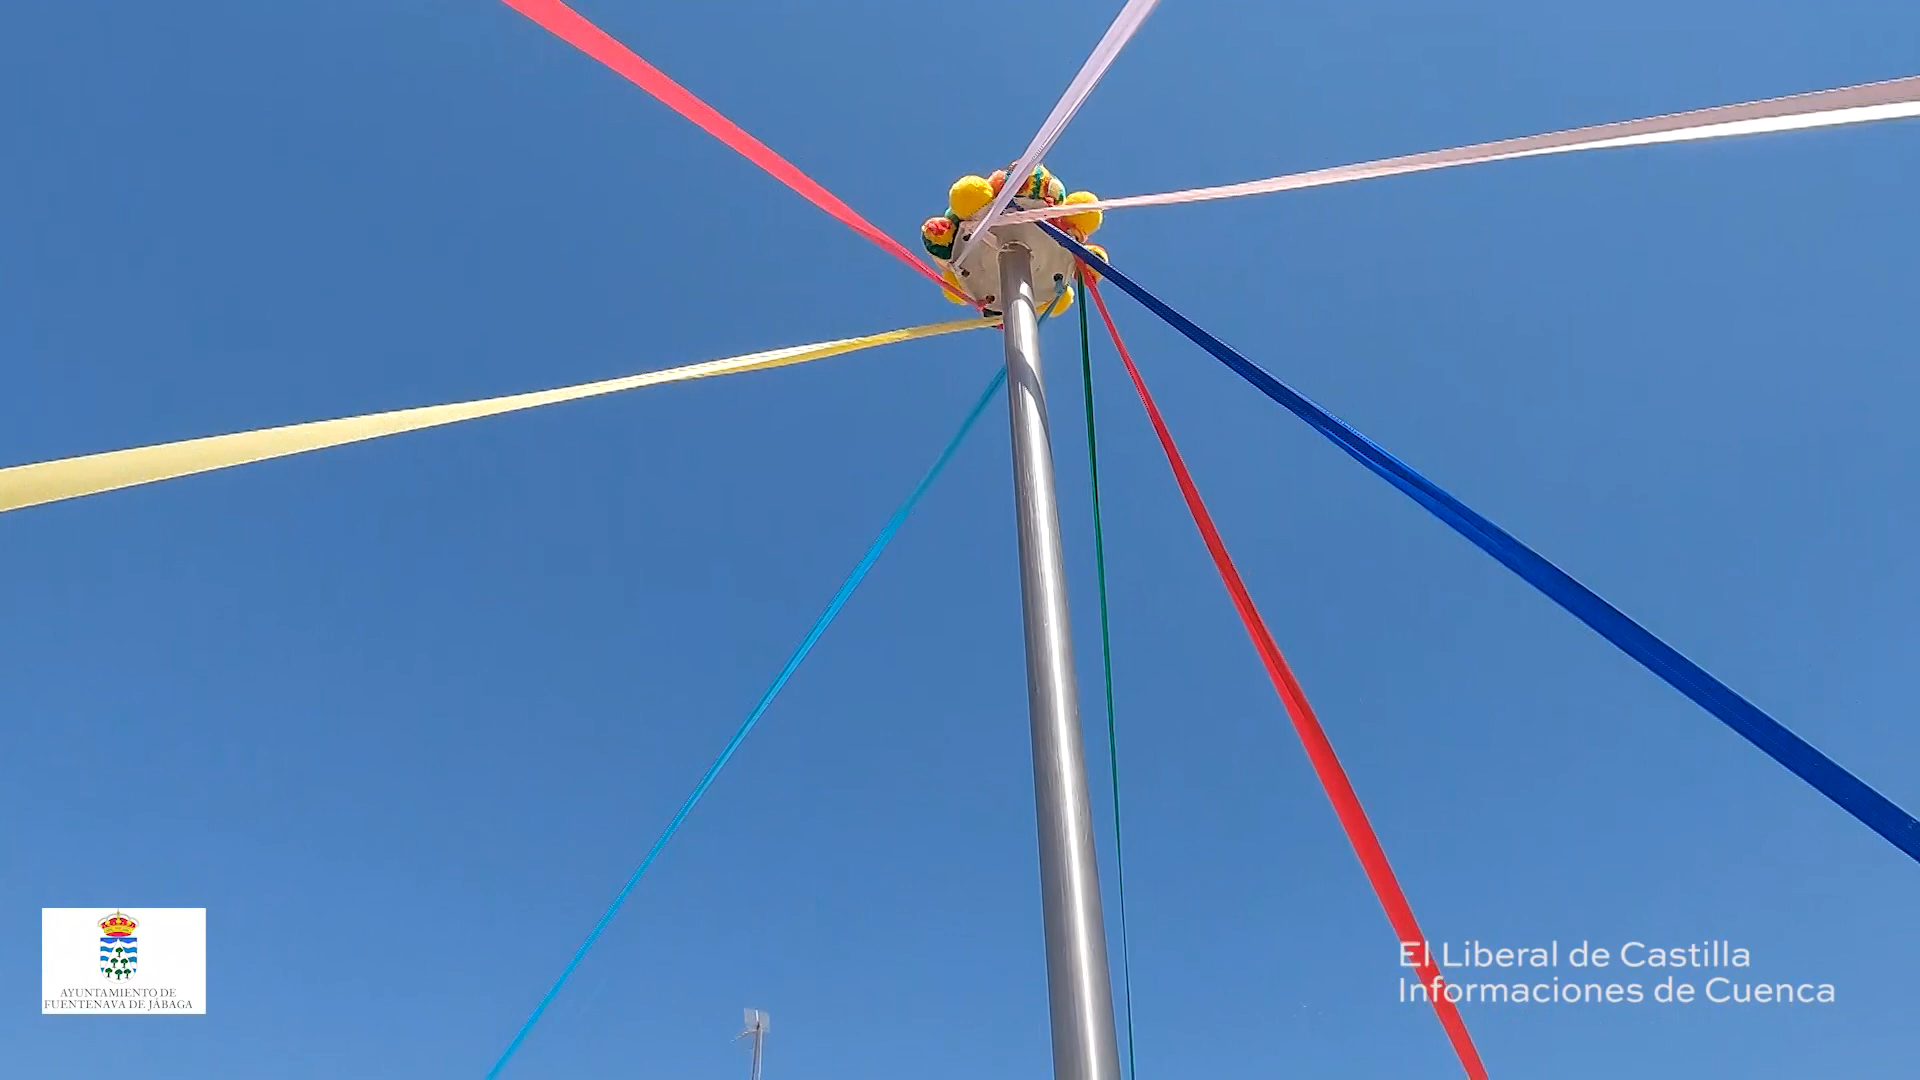 AYUNTAMIENTO DE
FUENTENAVA DE JÁBAGA
El Liberal de Castilla
Informaciones de Cuenca